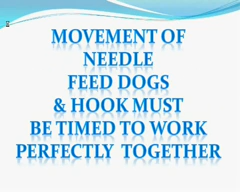 MOVEMENT OF
NEEDLE
FEED DOGS
& HOOK MUST
BE TIMED TO WORK
PERFECTLY TOGETHER